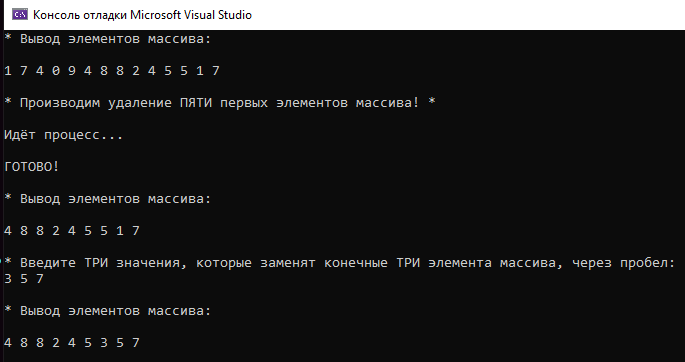 C:\ Консоль отладки Microsoft Visual Studio
* Вывод элементов массива:
1 7 4 0 9 4 8 8 2 4 5 5 1 7
* Производим удаление ПЯТИ первых элементов массива! *
Идёт процесс...
ГОТОВО!
* Вывод элементов массива:
4 8 8 2 4 5 5 1 7
* Введите ТРИ значения, которые заменят конечные ТРИ элемента массива, через пробел:
3 5 7
* Вывод элементов массива:
4 8 8 2 4 5 3 5 7